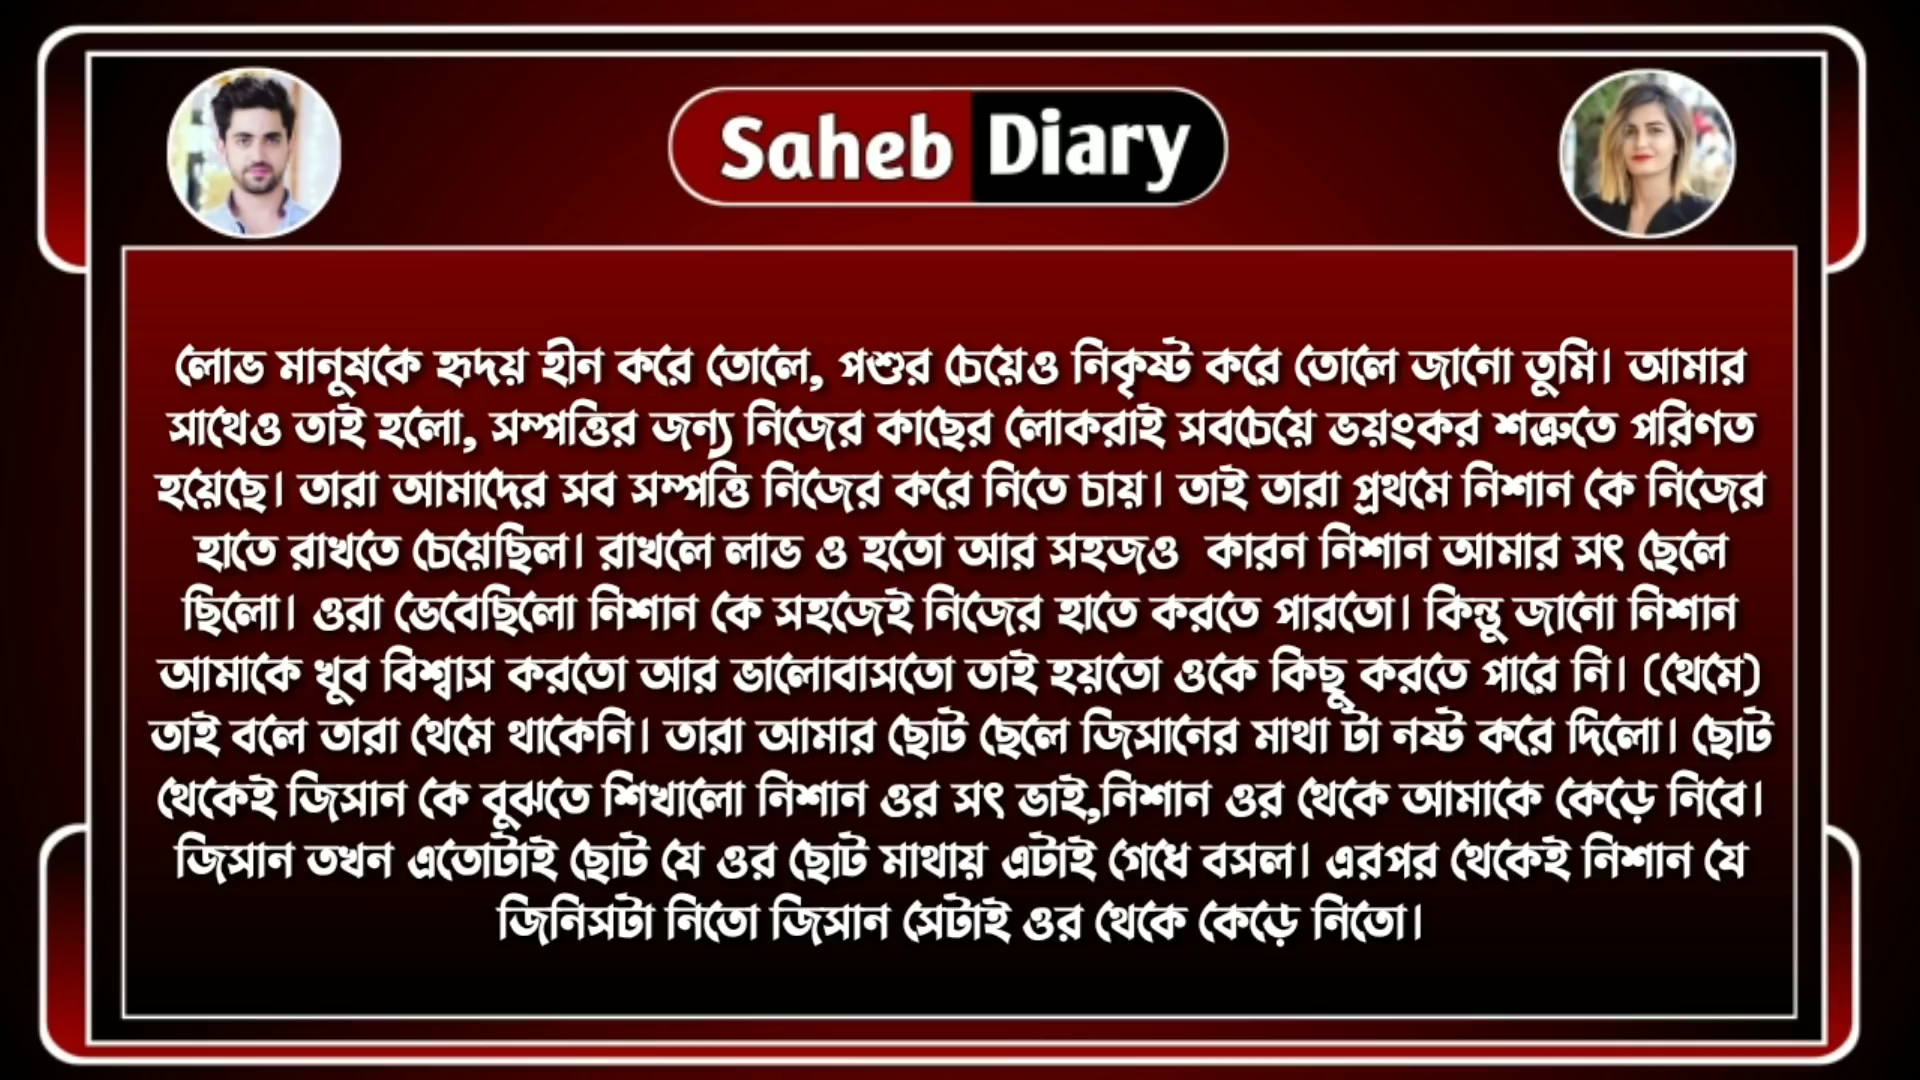 Saheb Diary
লোভ মানুষকে হৃদয় হীন করে তোলে, পশুর চেয়েও নিকৃষ্ট করে তোলে জানো তুমি। আমার
সাথেও তাই হলো, সম্পত্তির জন্য নিজের কাছের লোকরাই সবচেয়ে ভয়ংকর শত্রুতে পরিণত
হয়েছে। তারা আমাদের সব সম্পত্তি নিজের করে নিতে চায়। তাই তারা প্রথমে নিশান কে নিজের
হাতে রাখতে চেয়েছিল। রাখলে লাভ ও হতো আর সহজও  কারন নিশান আমার সৎ ছেলে
ছিলো। ওরা ভেবেছিলো নিশান কে সহজেই নিজের হাতে করতে পারতো। কিন্তু জানো নিশান
আমাকে খুব বিশ্বাস করতো আর ভালোবাসতো তাই হয়তো ওকে কিছু করতে পারে নি। (থেমে)
তাই বলে তারা থেমে থাকেনি। তারা আমার ছোট ছেলে জিসানের মাথা টা নষ্ট করে দিলো। ছোট
থেকেই জিসান কে বুঝতে শিখালো নিশান ওর সৎ ভাই,নিশান ওর থেকে আমাকে কেড়ে নিবে।
জিসান তখন এতোটাই ছোট যে ওর ছোট মাথায় এটাই গেধে বসল। এরপর থেকেই নিশান যে
জিনিসটা নিতো জিসান সেটাই ওর থেকে কেড়ে নিতো।